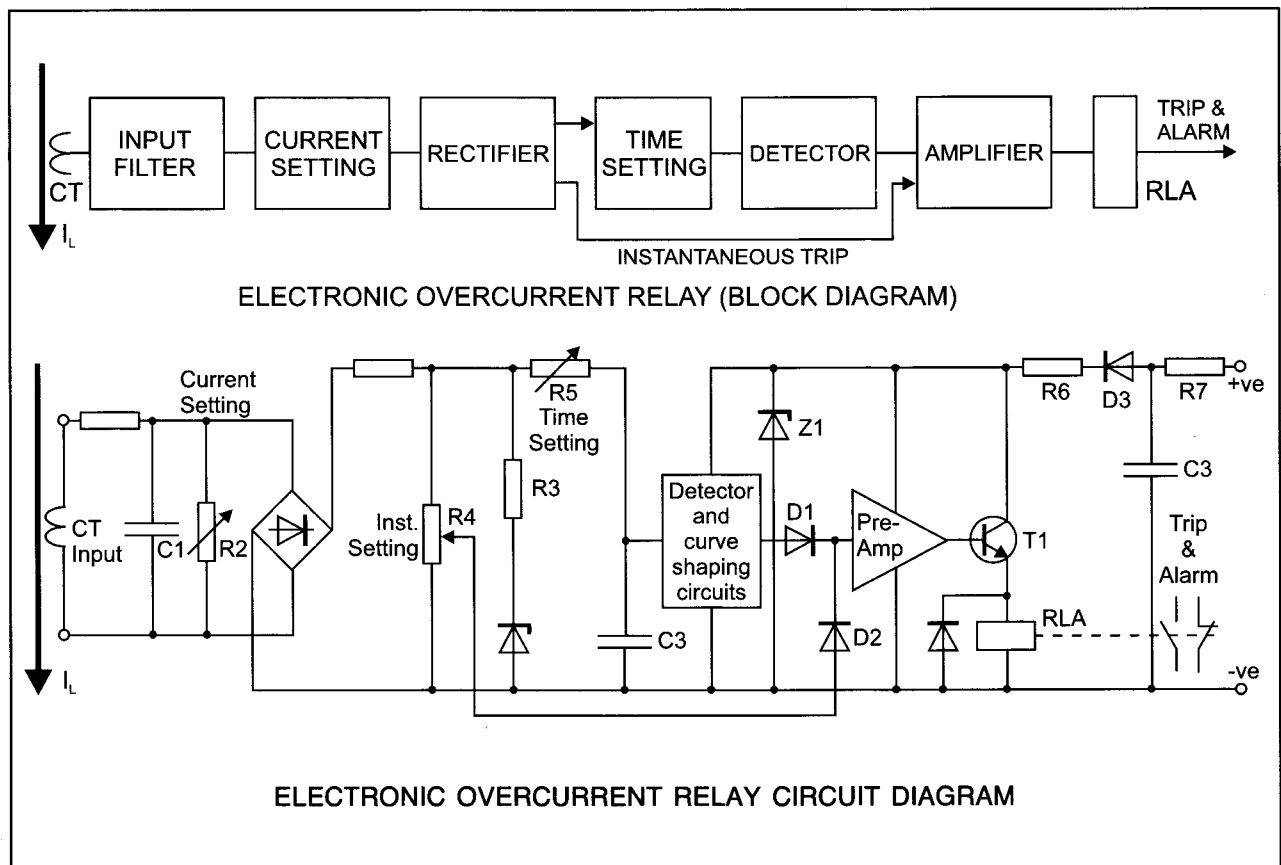 INPUT
FILTER
CURRENT
SETTING
RECTIFIER
TIME
SETTING
DETECTOR
AMPLIFIER
TRIP &
ALARM
CT
RLA
I_L
INSTANTANEOUS TRIP
ELECTRONIC OVERCURRENT RELAY (BLOCK DIAGRAM)
Current
Setting
R5
Time
Setting
R6
D3
R7
+ve
Z1
C3
R3
CT
Input
C1
R2
Inst.
Setting
R4
Detector
and
curve
shaping
circuits
D1
Pre-
Amp
T1
Trip
&
Alarm
C3
D2
RLA
-ve
I_L
ELECTRONIC OVERCURRENT RELAY CIRCUIT DIAGRAM